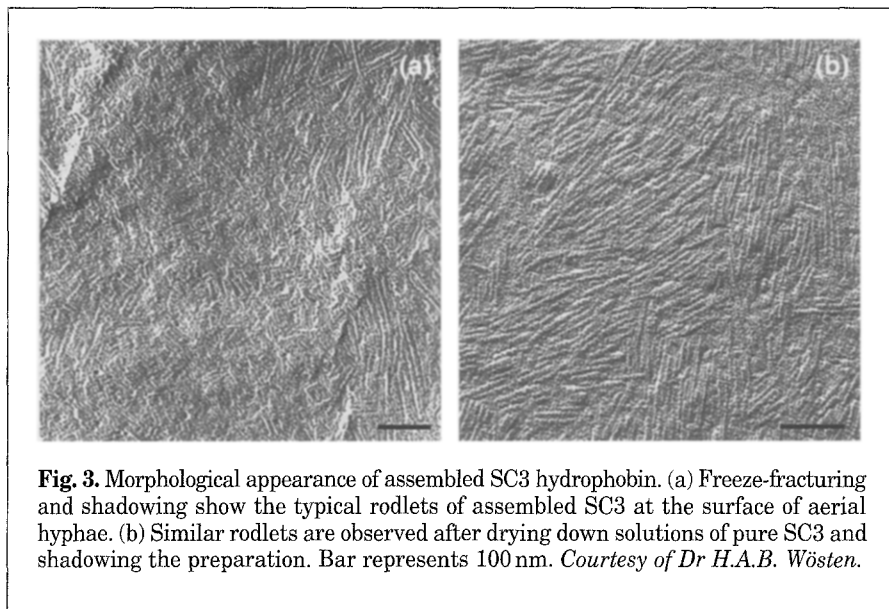 (a)
(b)
Fig. 3. Morphological appearance of assembled SC3 hydrophobin. (a) Freeze-fracturing
and shadowing show the typical rodlets of assembled SC3 at the surface of aerial
hyphae. (b) Similar rodlets are observed after drying down solutions of pure SC3 and
shadowing the preparation. Bar represents 100 nm. Courtesy of Dr H.A.B. Wösten.